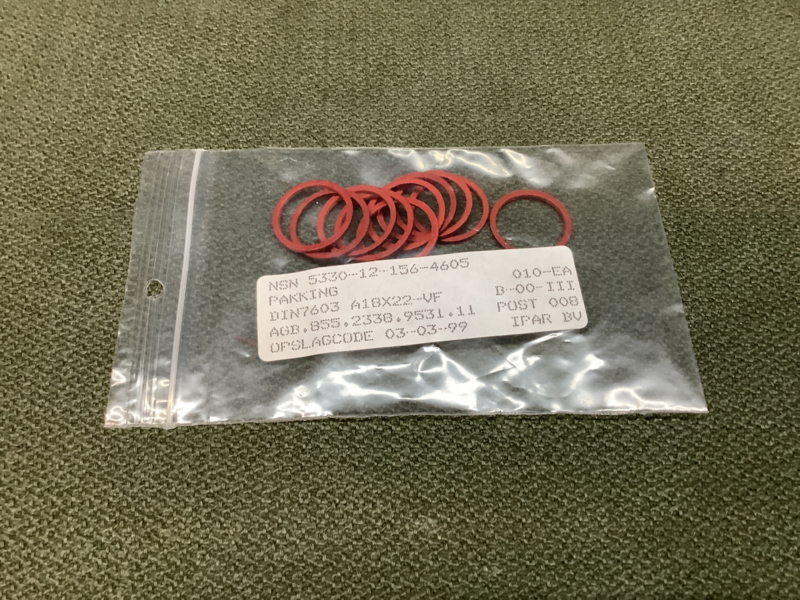 NSN 5330-12-156-4605 010-EA
PAKKING B-00-III
DIN7603 A18X22-VF POST 008
AGB.855.2338.9531.11 IPAR BV
OPSLAGCODE 03-03-99